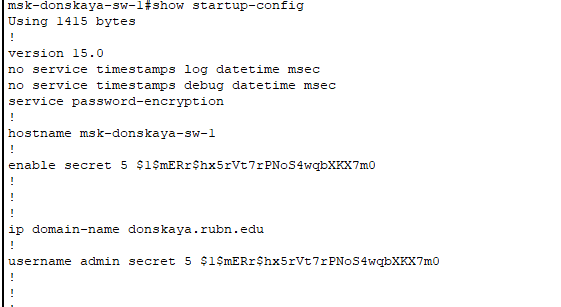 msk-donskaya-sw-1#show startup-config
Using 1415 bytes
!
version 15.0
no service timestamps log datetime msec
no service timestamps debug datetime msec
service password-encryption
!
hostname msk-donskaya-sw-1
!
enable secret 5 $1$mERr$hx5rVt7rPNoS4wqbXKX7m0
!
!
!
ip domain-name donskaya.rubn.edu
!
username admin secret 5 $1$mERr$hx5rVt7rPNoS4wqbXKX7m0
!
!
!